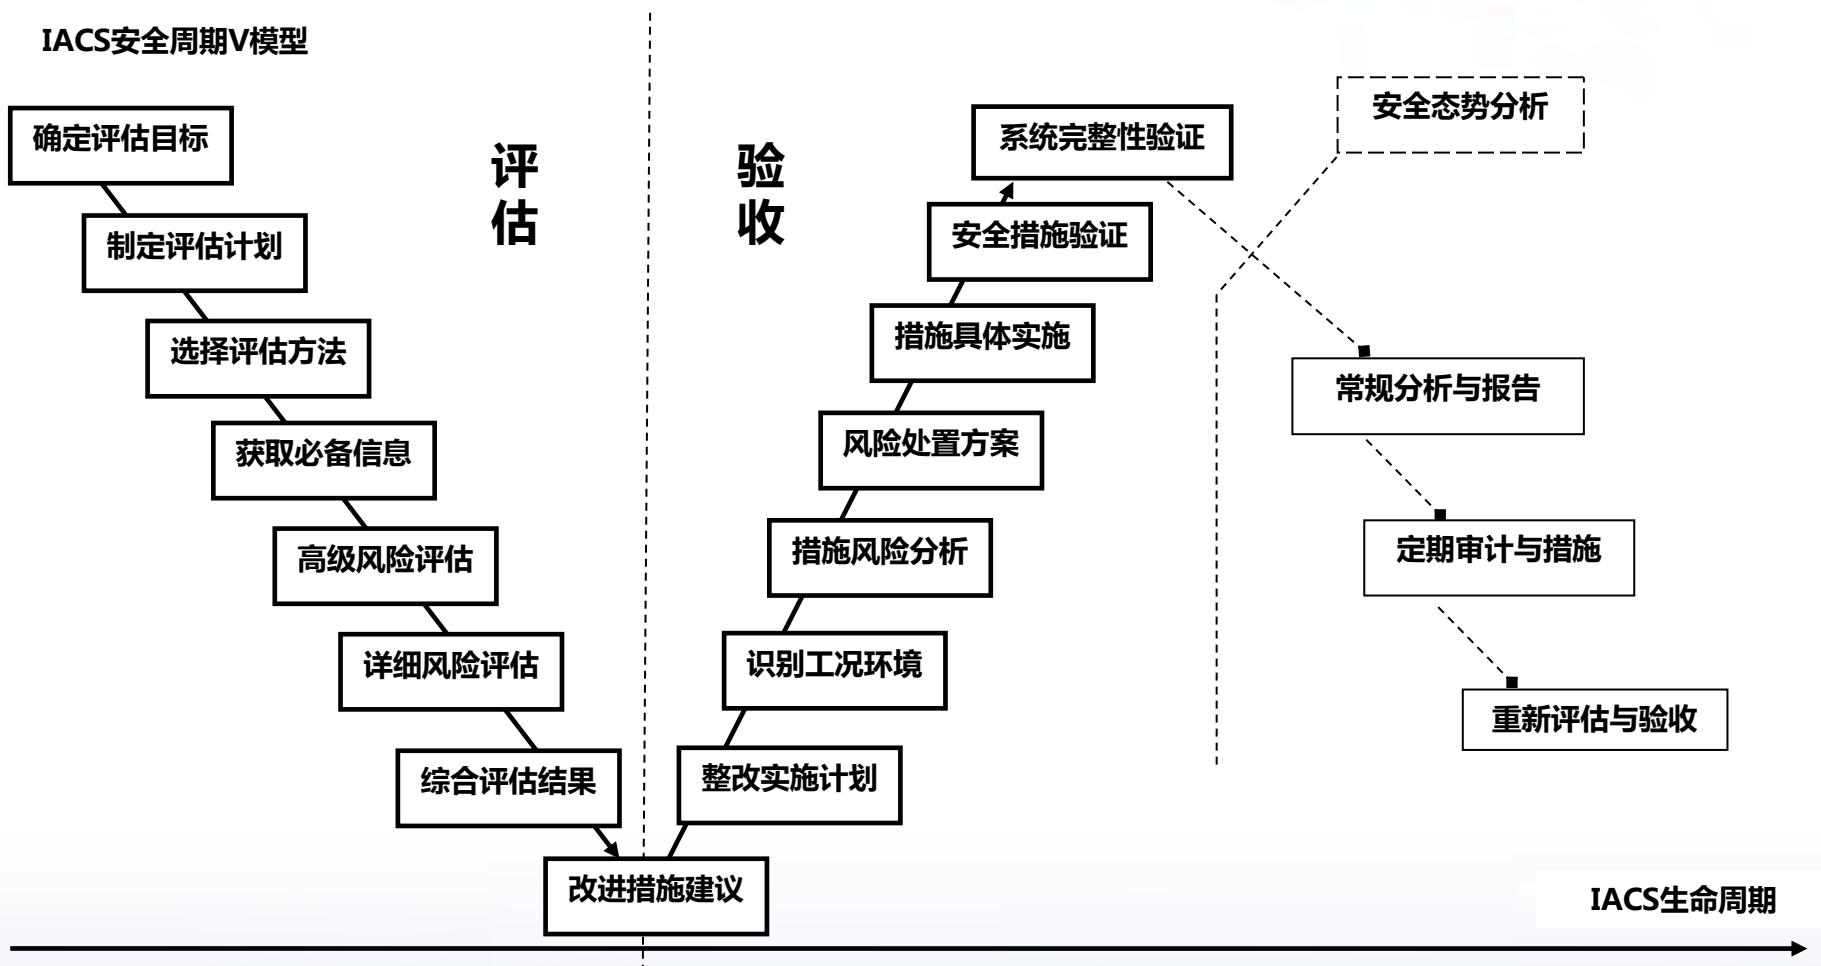 IACS安全周期V模型
确定评估目标
制定评估计划
选择评估方法
获取必备信息
高级风险评估
详细风险评估
综合评估结果
改进措施建议
评
估
验
收
系统完整性验证
安全措施验证
措施具体实施
风险处置方案
措施风险分析
识别工况环境
整改实施计划
安全态势分析
常规分析与报告
定期审计与措施
重新评估与验收
IACS生命周期